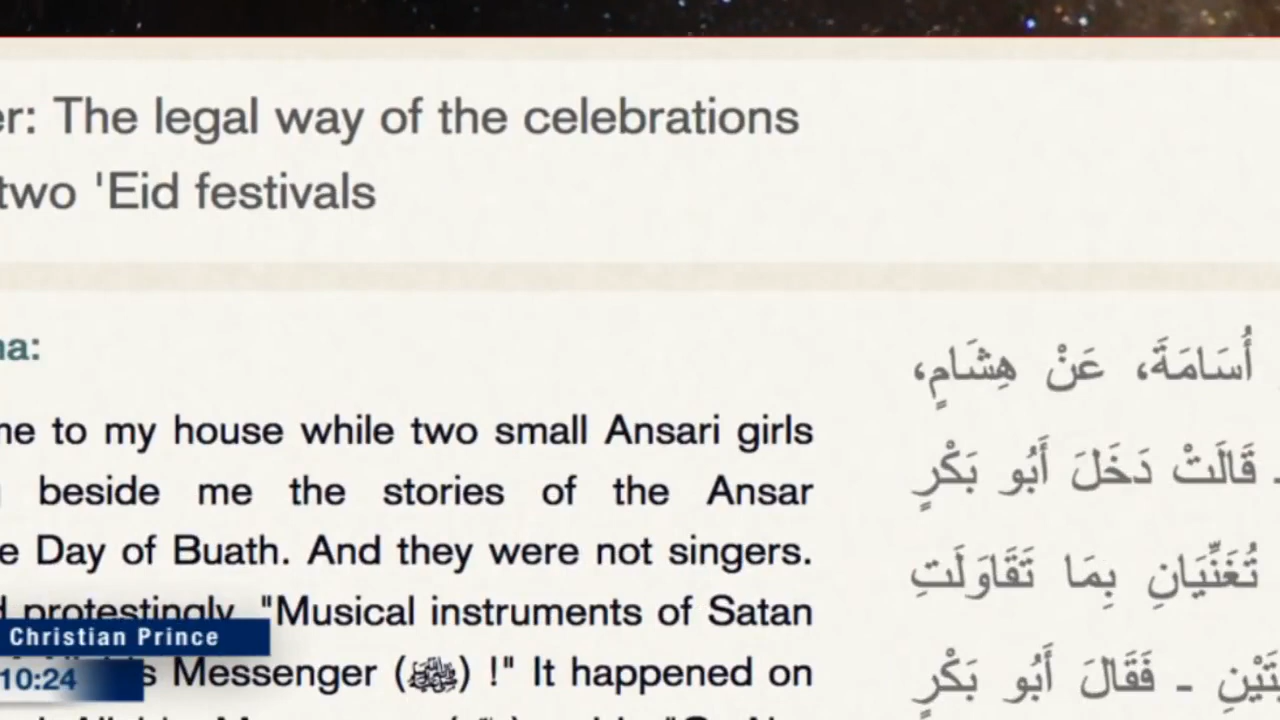 er: The legal way of the celebrations
two 'Eid festivals
na:
me to my house while two small Ansari girls
beside me the stories of the Ansar
e Day of Buath. And they were not singers.
d protestingly, "Musical instruments of Satan
Messenger (ﷺ) !" It happened on
أُسَامَةَ، عَنْ هِشَامٍ،
ـ قَالَتْ دَخَلَ أَبُو بَكْرٍ
تُغَنِّيَانِ بِمَا تَقَاوَلَتِ
ـ فَقَالَ أَبُو بَكْرٍ
Christian Prince
10:24